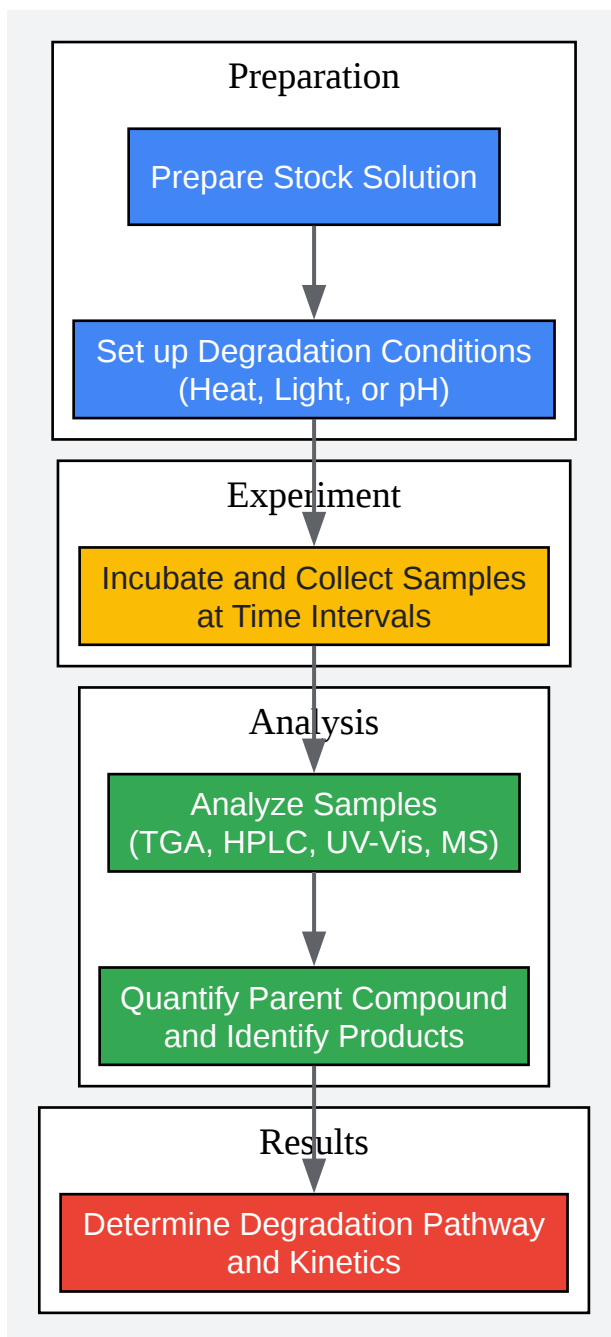 Preparation
Prepare Stock Solution
Set up Degradation Conditions
(Heat, Light, or pH)
Experiment
Incubate and Collect Samples
at Time Intervals
Analysis
Analyze Samples
(TGA, HPLC, UV-Vis, MS)
Quantify Parent Compound
and Identify Products
Results
Determine Degradation Pathway
and Kinetics